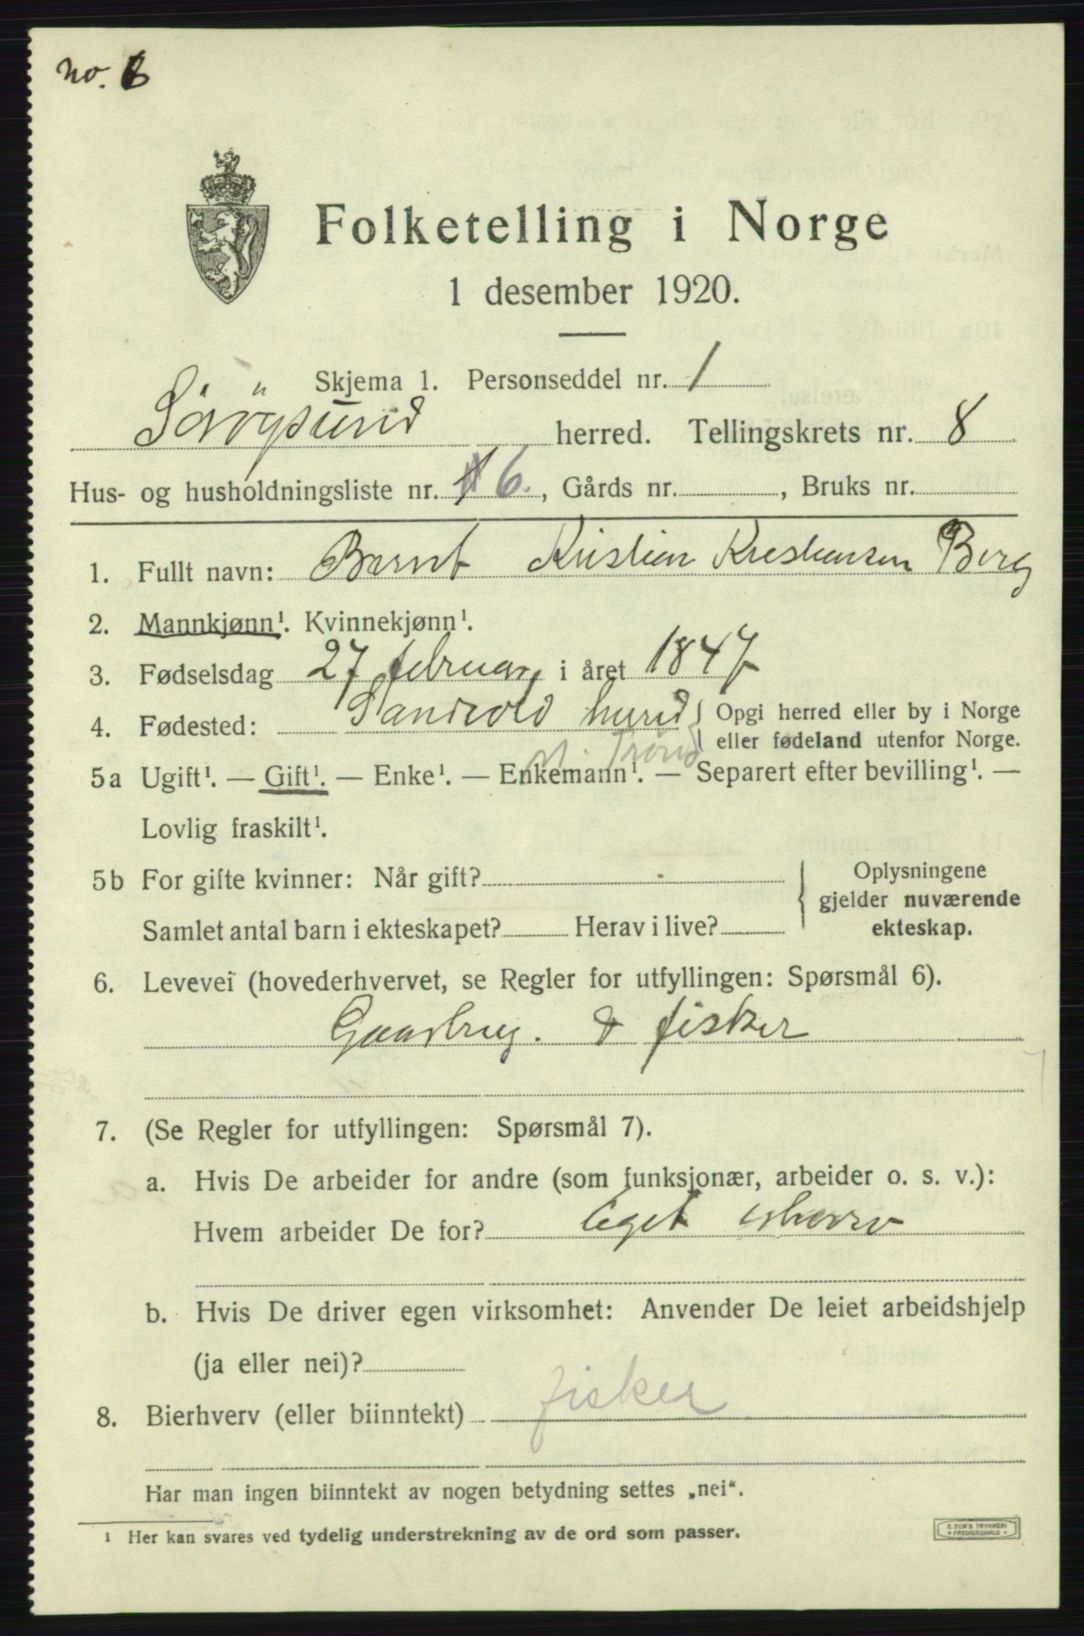 No. 6
Folketelling i Norge
1 desember 1920.
Skjema 1. Personseddel nr. 1
Söröysund herred. Tellingskrets nr. 8
Hus- og husholdningsliste nr. 6., Gårds nr. , Bruks nr.
1. Fullt navn: Bernt Kristian Kristiansen Berg
2. Mannkjønn¹. Kvinnekjønn¹.
3. Fødselsdag 27 februar, i året 1847
4. Fødested: { Opgi herred eller by i Norge
eller fødeland utenfor Norge.
N. Trond
5a Ugift¹. — Gift¹. — Enke¹. — Enkemann¹. — Separert efter bevilling¹. —
Lovlig fraskilt¹.
5b For gifte kvinner: Når gift? { Oplysningene
gjelder nuværende
Samlet antal barn i ekteskapet? Herav i live? ekteskap.
6. Levevei (hovederhvervet, se Regler for utfyllingen: Spørsmål 6).
Gaardbrug. & fisker
7. (Se Regler for utfyllingen: Spørsmål 7).
a. Hvis De arbeider for andre (som funksjonær, arbeider o. s. v.):
Hvem arbeider De for? Eget
b. Hvis De driver egen virksomhet: Anvender De leiet arbeidshjelp
(ja eller nei)?
8. Bierhverv (eller biinntekt) fisker
Har man ingen biinntekt av nogen betydning settes „nei“.
¹ Her kan svares ved tydelig understrekning av de ord som passer.